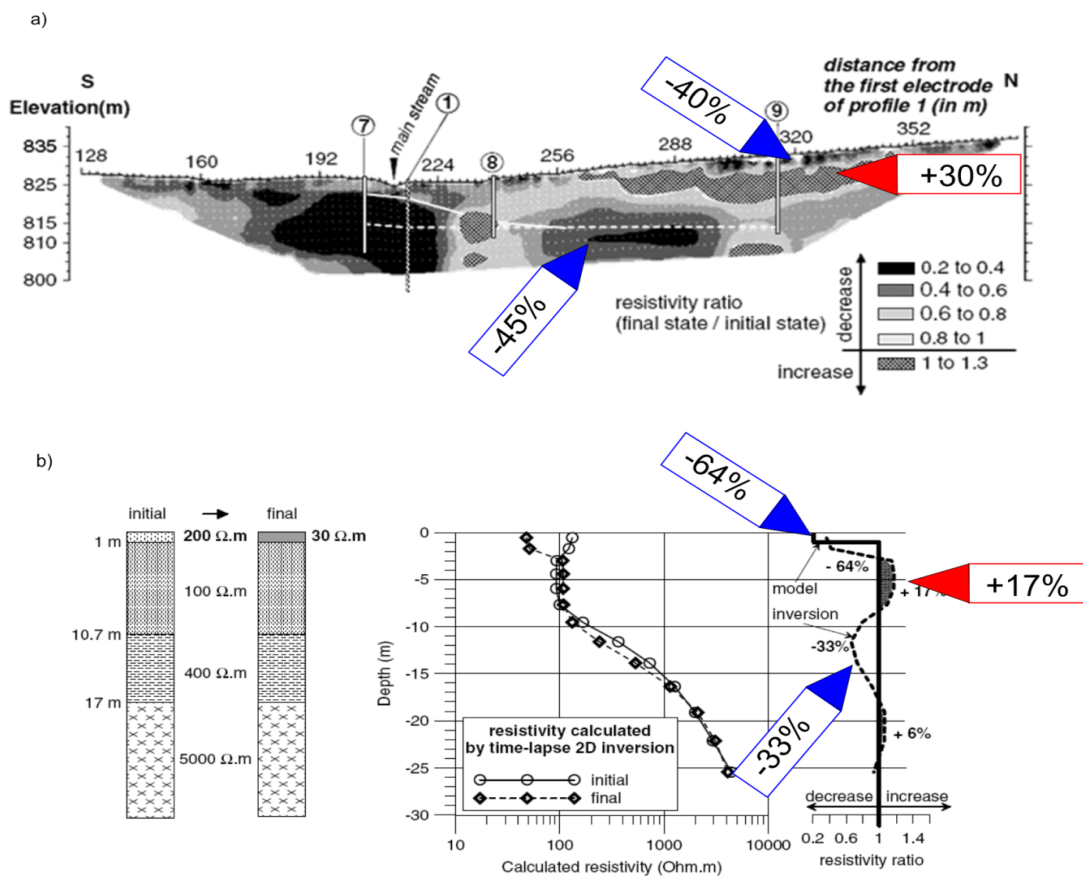 a)
S
Elevation(m)
835
825
815
810
800
128
160
192
224
256
288
320
352
7
main stream
1
8
9
distance from
the first electrode
of profile 1 (in m)
N
-40%
+30%
-45%
resistivity ratio
(final state / initial state)
decrease
increase
0.2 to 0.4
0.4 to 0.6
0.6 to 0.8
0.8 to 1
1 to 1.3
b)
initial
final
200 Ω.m
30 Ω.m
1 m
100 Ω.m
10.7 m
400 Ω.m
17 m
5000 Ω.m
Depth (m)
0
-5
-10
-15
-20
-25
-30
10
100
1000
10000
Calculated resistivity (Ohm.m)
resistivity calculated
by time-lapse 2D inversion
initial
final
-64%
- 64%
model
+ 17%
+17%
inversion
-33%
-33%
+ 6%
decrease
increase
0.2 0.6 1 1.4
resistivity ratio